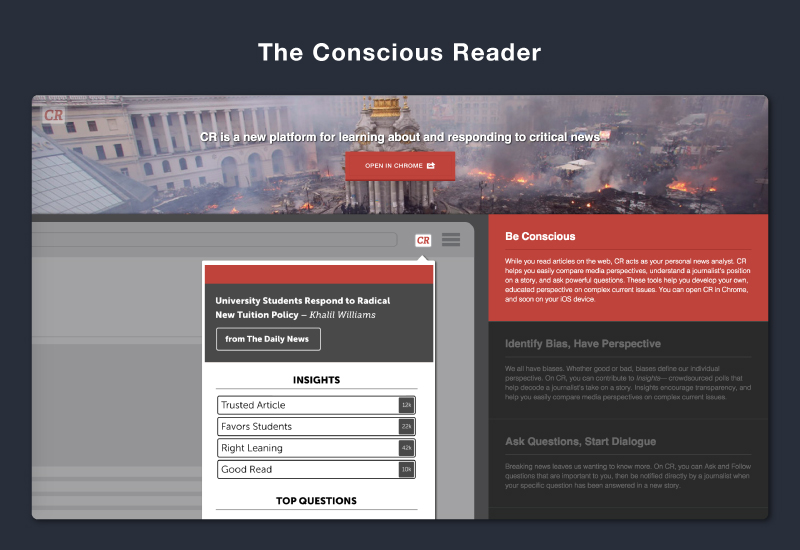 The Conscious Reader
CR
CR is a new platform for learning about and responding to critical news
OPEN IN CHROME
CR
University Students Respond to Radical
New Tuition Policy – Khalil Williams
from The Daily News
INSIGHTS
Trusted Article 12k
Favors Students 22k
Right Leaning 42k
Good Read 10k
TOP QUESTIONS
Be Conscious
While you read articles on the web, CR acts as your personal news analyst. CR
helps you easily compare media perspectives, understand a journalist's position
on a story, and ask powerful questions. These tools help you develop your own,
educated perspective on complex current issues. You can open CR in Chrome,
and soon on your iOS device.
Identify Bias, Have Perspective
We all have biases. Whether good or bad, biases define our individual
perspective. On CR, you can contribute to Insights— crowdsourced polls that
help decode a journalist's take on a story. Insights encourage transparency, and
help you easily compare media perspectives on complex current issues.
Ask Questions, Start Dialogue
Breaking news leaves us wanting to know more. On CR, you can Ask and Follow
questions that are important to you, then be notified directly by a journalist when
your specific question has been answered in a new story.